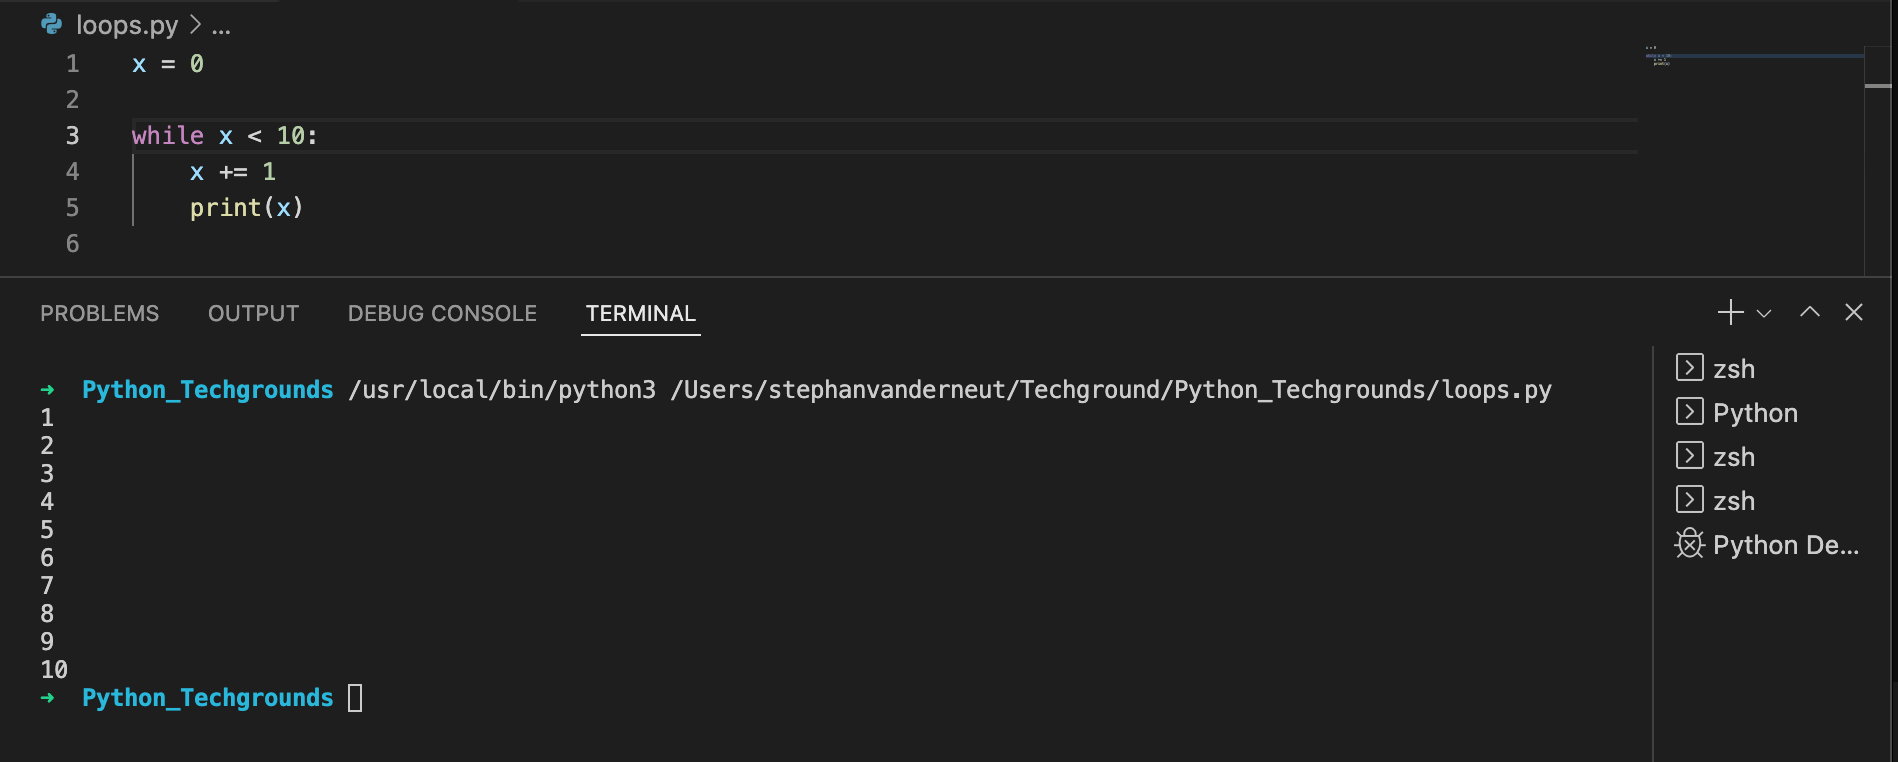 loops.py > ...
1 x = 0
2
3 while x < 10:
4     x += 1
5     print(x)
6
PROBLEMS OUTPUT DEBUG CONSOLE TERMINAL
➜ Python_Techgrounds /usr/local/bin/python3 /Users/stephanvanderneut/Techground/Python_Techgrounds/loops.py
1
2
3
4
5
6
7
8
9
10
➜ Python_Techgrounds
zsh
Python
zsh
zsh
Python De...